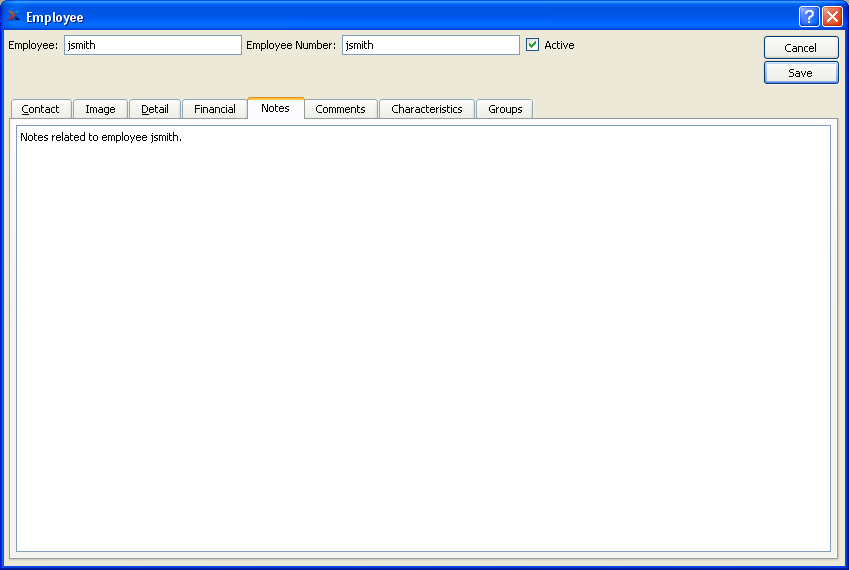 Employee
Employee: jsmith Employee Number: jsmith Active
Cancel
Save
Contact Image Detail Financial Notes Comments Characteristics Groups
Notes related to employee jsmith.